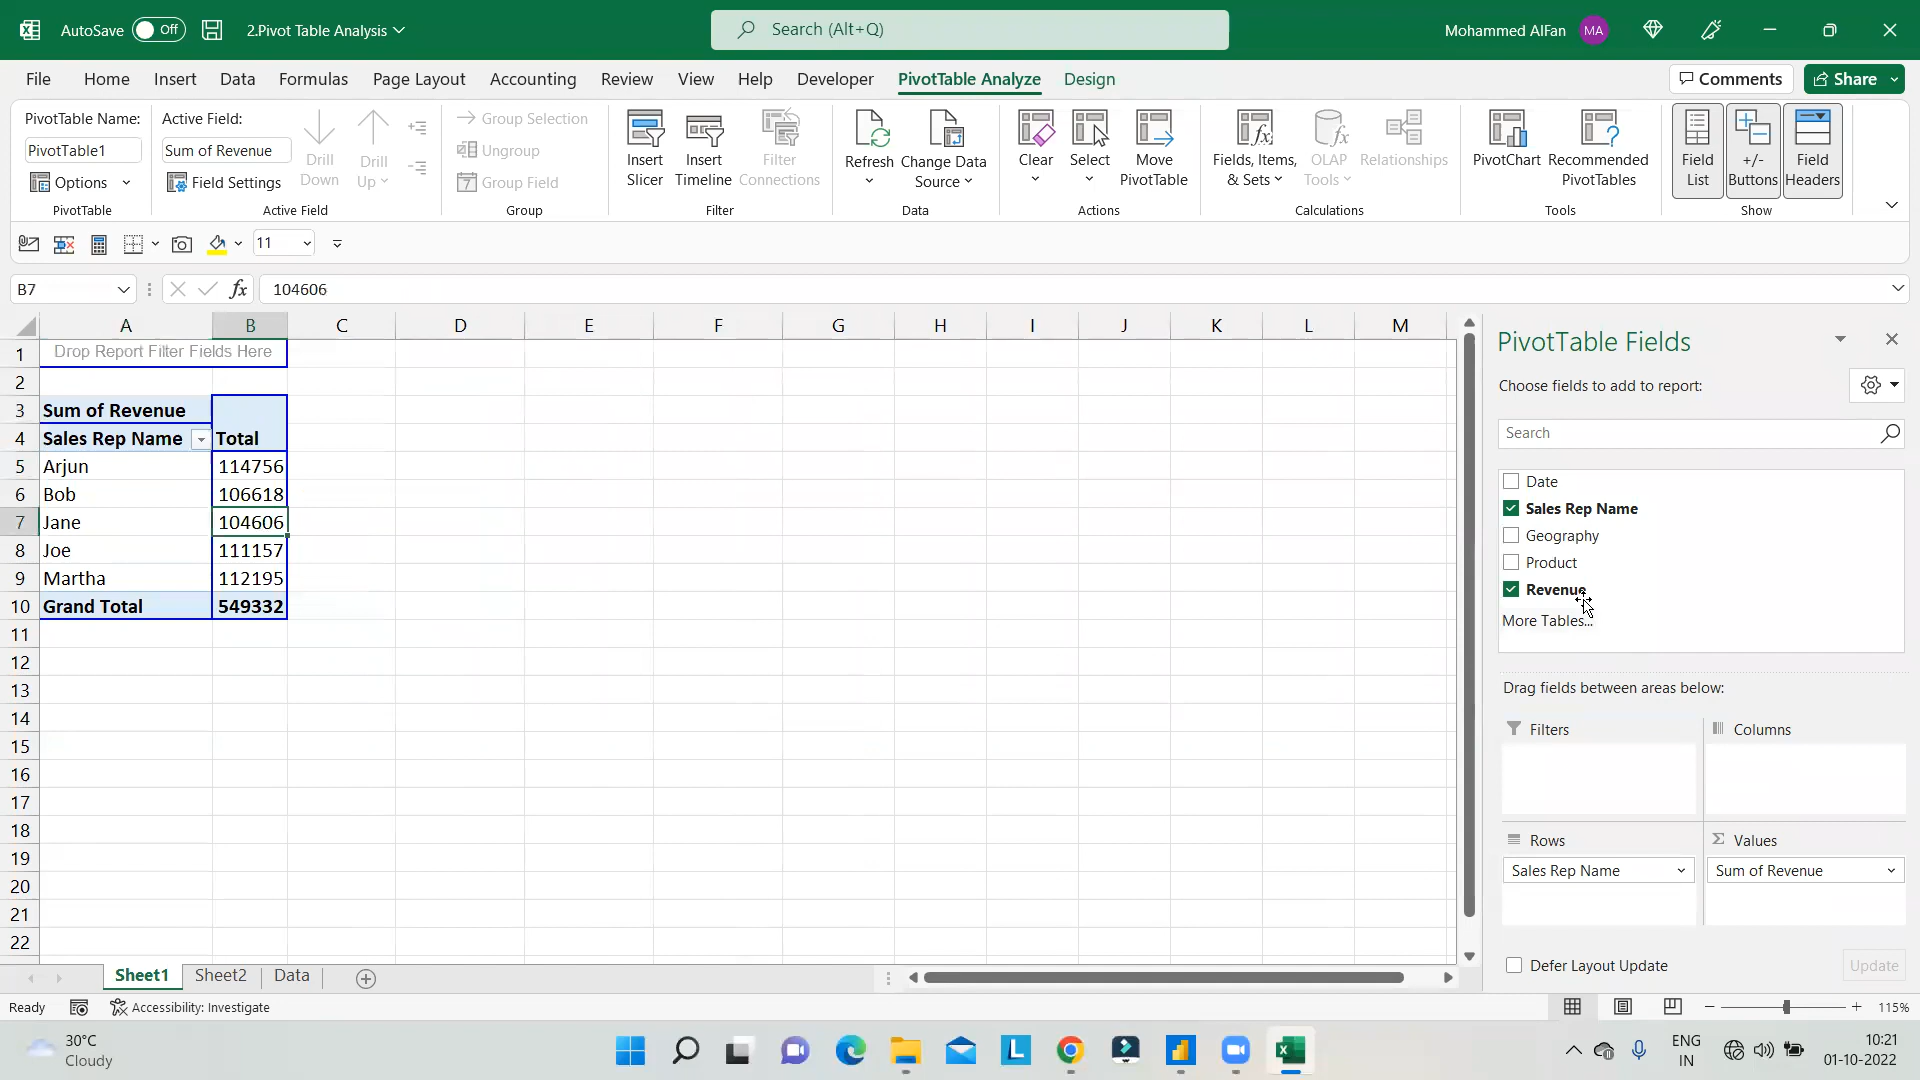 AutoSave Off 2.Pivot Table Analysis Search (Alt+Q) Mohammed AlFan MA
File Home Insert Data Formulas Page Layout Accounting Review View Help Developer PivotTable Analyze Design Comments Share
PivotTable Name:
PivotTable1
Options
PivotTable
Active Field:
Sum of Revenue
Field Settings
Drill Down
Drill Up
Active Field
Group Selection
Ungroup
Group Field
Group
Insert Slicer
Insert Timeline
Filter Connections
Filter
Refresh
Change Data Source
Data
Clear
Select
Move PivotTable
Actions
Fields, Items, & Sets
OLAP Tools
Relationships
Calculations
PivotChart
Recommended PivotTables
Tools
Field List
+/- Buttons
Field Headers
Show
11
B7 fx 104606
A B C D E F G H I J K L M
1 Drop Report Filter Fields Here
2
3 Sum of Revenue
4 Sales Rep Name Total
5 Arjun 114756
6 Bob 106618
7 Jane 104606
8 Joe 111157
9 Martha 112195
10 Grand Total 549332
11
12
13
14
15
16
17
18
19
20
21
22
PivotTable Fields
Choose fields to add to report:
Search
Date
Sales Rep Name
Geography
Product
Revenue
More Tables...
Drag fields between areas below:
Filters Columns
Rows Σ Values
Sales Rep Name Sum of Revenue
Defer Layout Update Update
Sheet1 Sheet2 Data
Ready Accessibility: Investigate 115%
30°C
Cloudy
L
ENG
IN
10:21
01-10-2022